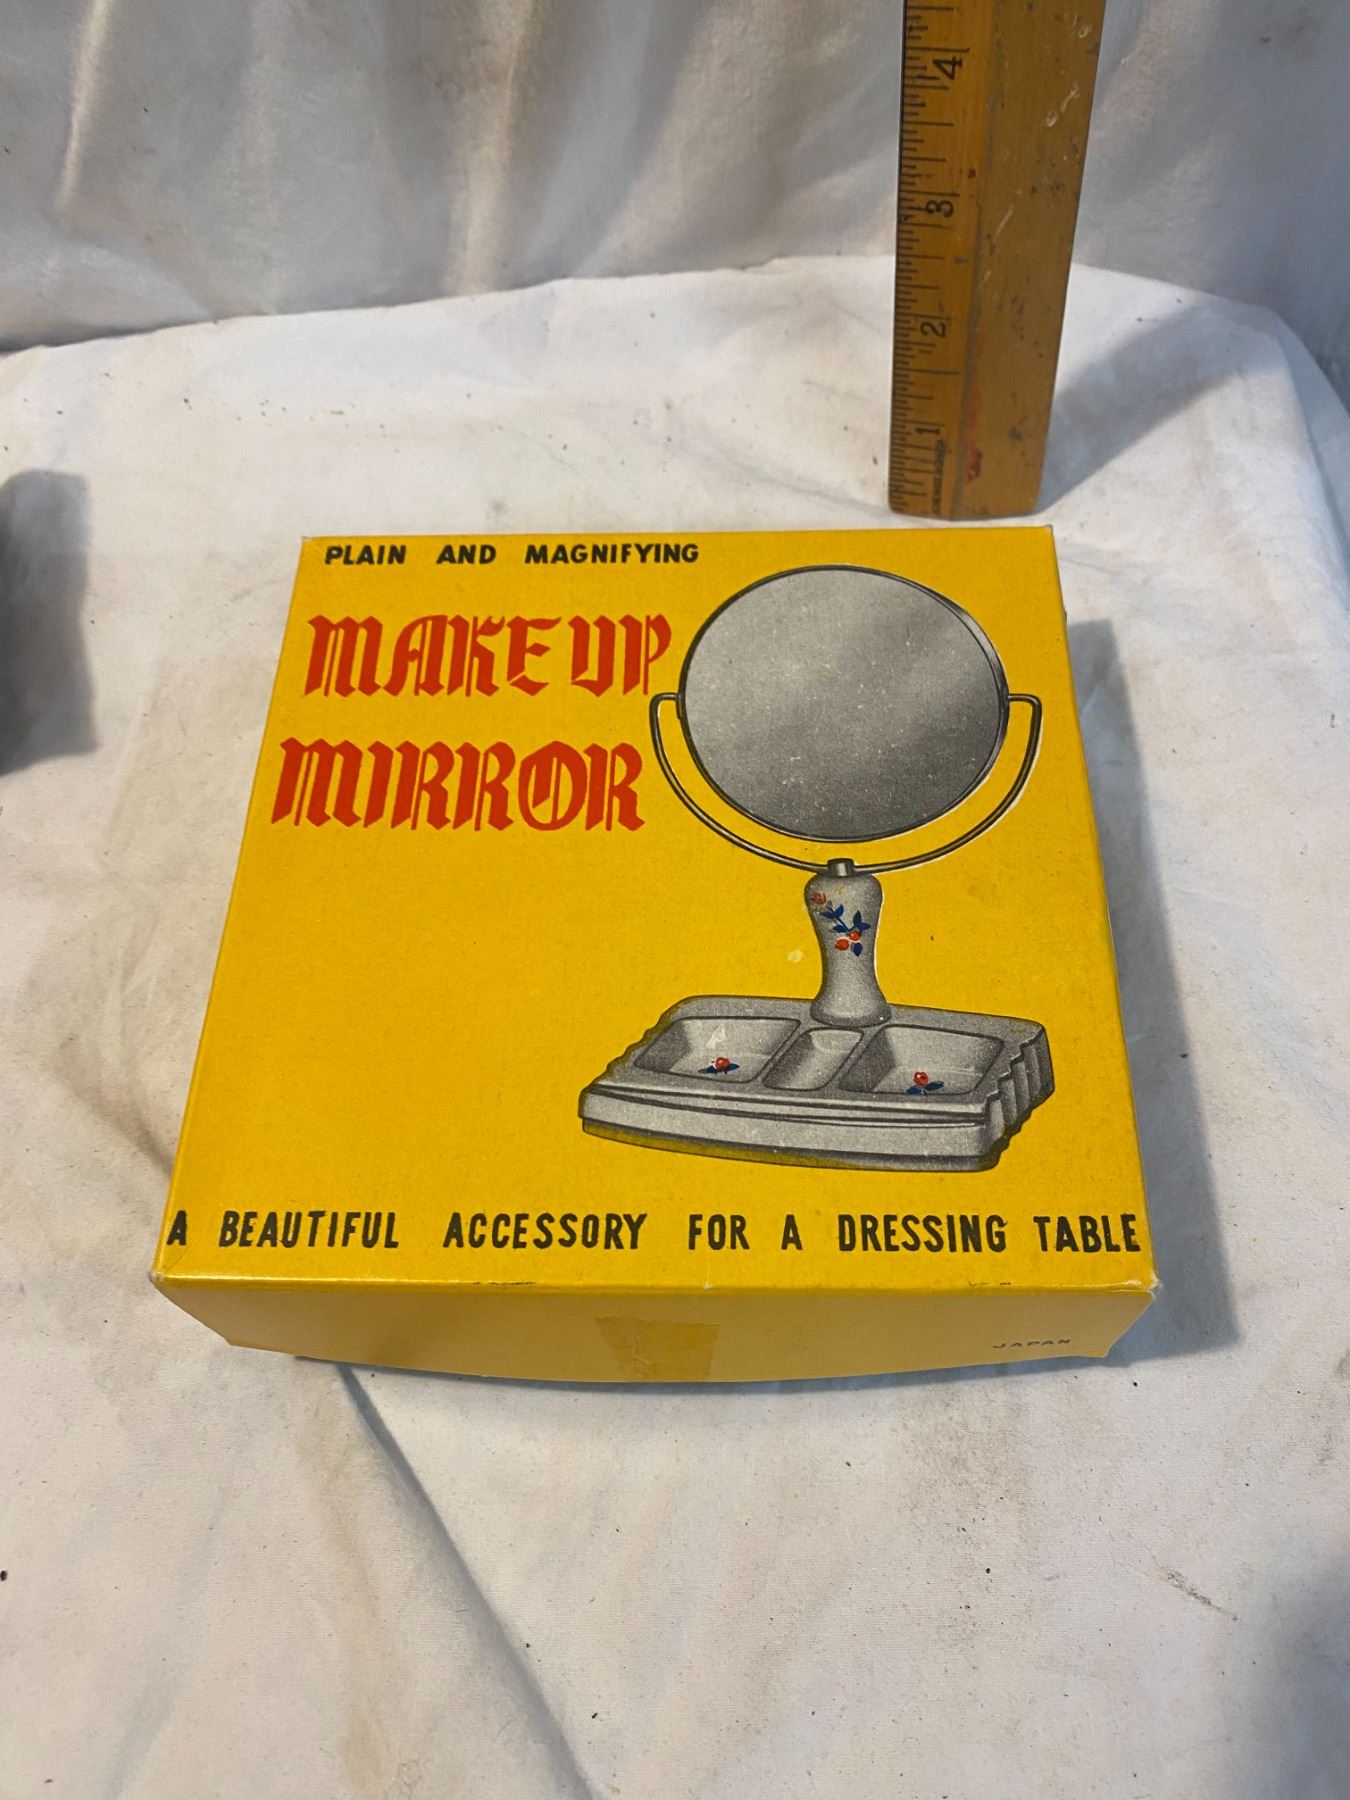 4
3
2
1
PLAIN AND MAGNIFYING
MAKE UP
MIRROR
A BEAUTIFUL ACCESSORY FOR A DRESSING TABLE
JAPAN